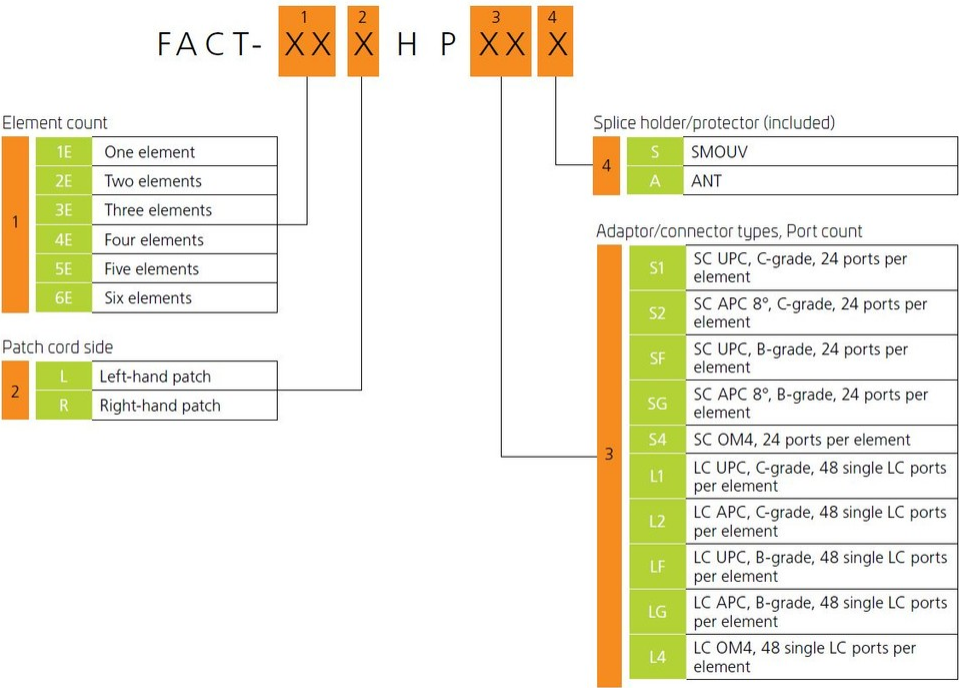 1 2 3 4
FACT- XX X H P XX X
Element count
1
1E One element
2E Two elements
3E Three elements
4E Four elements
5E Five elements
6E Six elements
Patch cord side
2
L Left-hand patch
R Right-hand patch
Splice holder/protector (included)
4
S SMOUV
A ANT
Adaptor/connector types, Port count
3
S1 SC UPC, C-grade, 24 ports per
element
S2 SC APC 8°, C-grade, 24 ports per
element
SF SC UPC, B-grade, 24 ports per
element
SG SC APC 8°, B-grade, 24 ports per
element
S4 SC OM4, 24 ports per element
L1 LC UPC, C-grade, 48 single LC ports
per element
L2 LC APC, C-grade, 48 single LC ports
per element
LF LC UPC, B-grade, 48 single LC ports
per element
LG LC APC, B-grade, 48 single LC ports
per element
L4 LC OM4, 48 single LC ports per
element